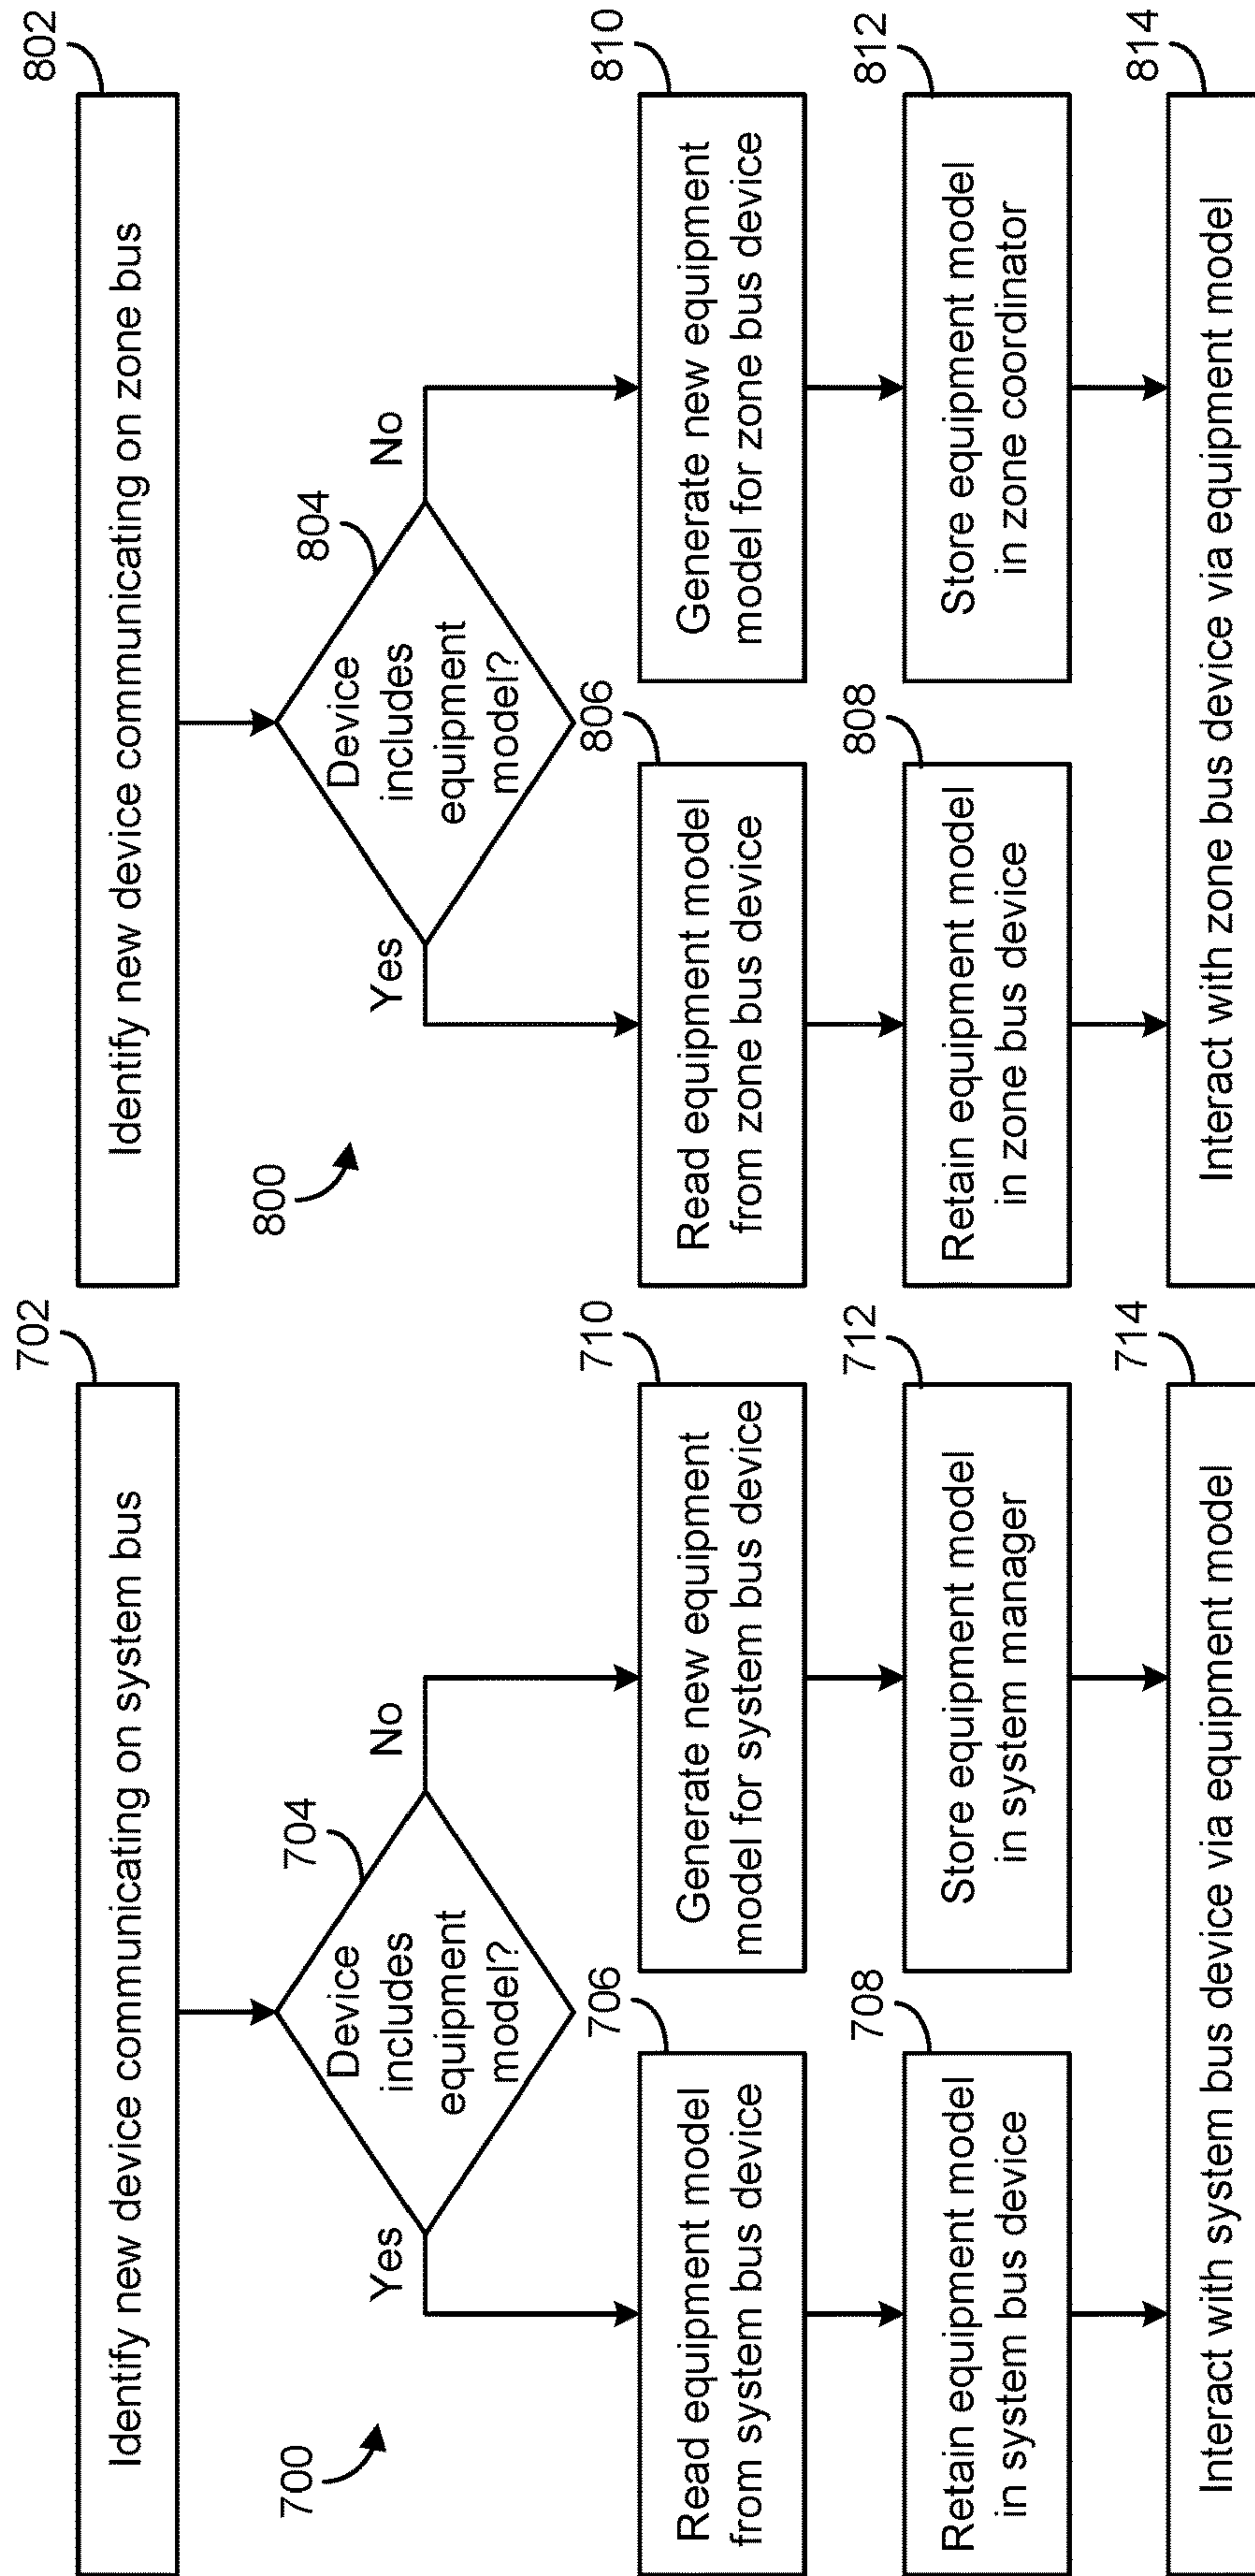 702
Identify new device communicating on system bus
700
704
Device
includes
equipment
model?
Yes
No
706
Read equipment model
from system bus device
710
Generate new equipment
model for system bus device
708
Retain equipment model
in system bus device
712
Store equipment model
in system manager
714
Interact with system bus device via equipment model
802
Identify new device communicating on zone bus
800
804
Device
includes
equipment
model?
Yes
No
806
Read equipment model
from zone bus device
810
Generate new equipment
model for zone bus device
808
Retain equipment model
in zone bus device
812
Store equipment model
in zone coordinator
814
Interact with zone bus device via equipment model